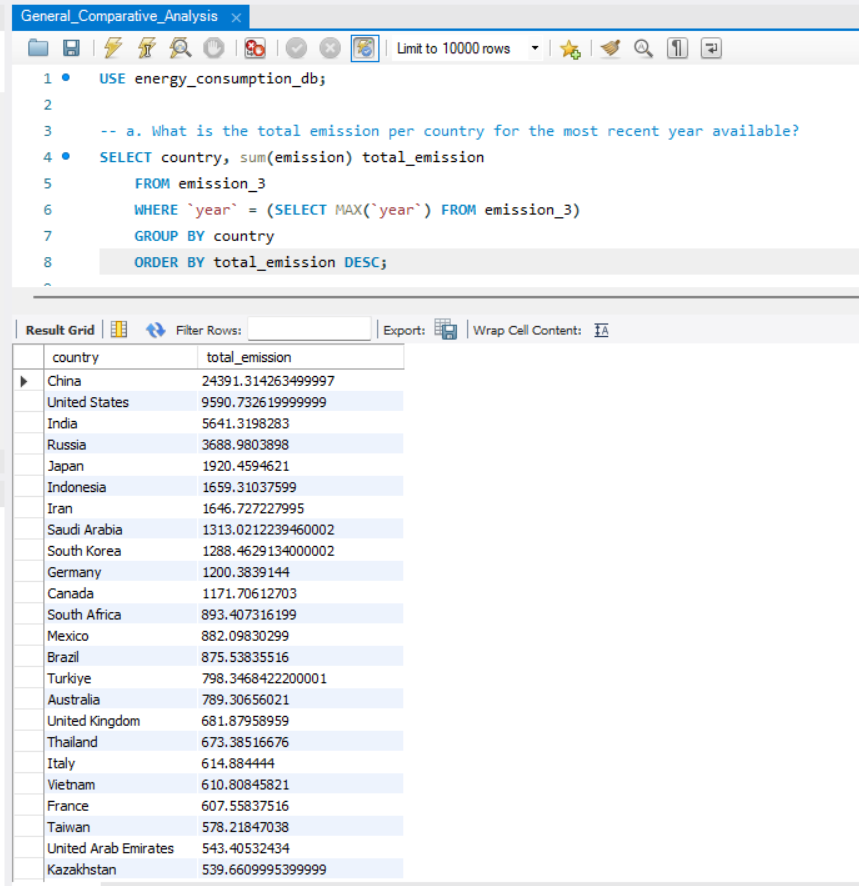 General_Comparative_Analysis ×
Limit to 10000 rows
1 USE energy_consumption_db;
2
3 -- a. What is the total emission per country for the most recent year available?
4 SELECT country, sum(emission) total_emission
5 FROM emission_3
6 WHERE `year` = (SELECT MAX(`year`) FROM emission_3)
7 GROUP BY country
8 ORDER BY total_emission DESC;
Result Grid Filter Rows: Export: Wrap Cell Content: IA
country total_emission
China 24391.314263499997
United States 9590.732619999999
India 5641.3198283
Russia 3688.9803898
Japan 1920.4594621
Indonesia 1659.31037599
Iran 1646.727227995
Saudi Arabia 1313.0212239460002
South Korea 1288.4629134000002
Germany 1200.3839144
Canada 1171.70612703
South Africa 893.407316199
Mexico 882.09830299
Brazil 875.53835516
Turkiye 798.3468422200001
Australia 789.30656021
United Kingdom 681.87958959
Thailand 673.38516676
Italy 614.884444
Vietnam 610.80845821
France 607.55837516
Taiwan 578.21847038
United Arab Emirates 543.40532434
Kazakhstan 539.6609995399999